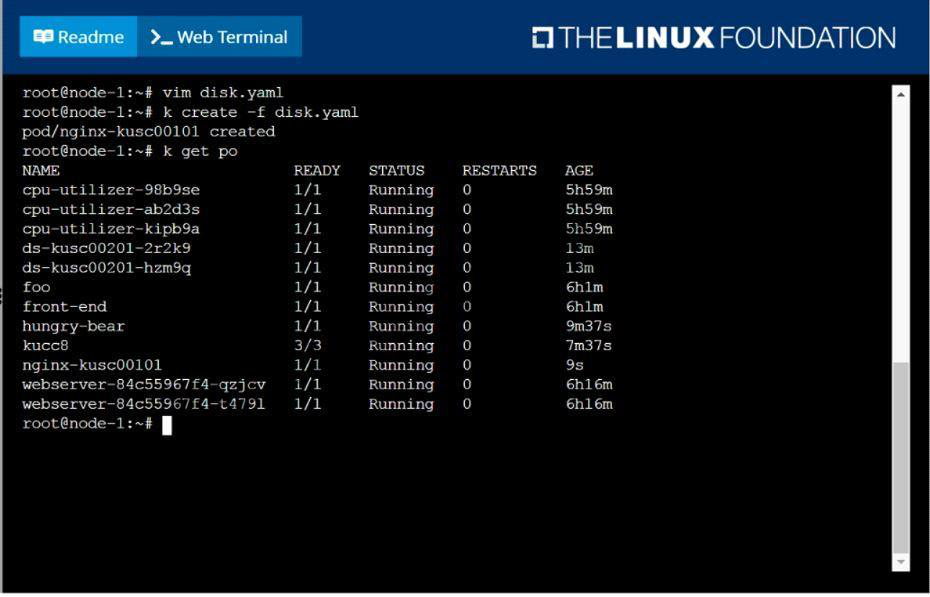 Readme >_ Web Terminal THE LINUX FOUNDATION
root@node-1:~# vim disk.yaml
root@node-1:~# k create -f disk.yaml
pod/nginx-kusc00101 created
root@node-1:~# k get po
NAME READY STATUS RESTARTS AGE
cpu-utilizer-98b9se 1/1 Running 0 5h59m
cpu-utilizer-ab2d3s 1/1 Running 0 5h59m
cpu-utilizer-kipb9a 1/1 Running 0 5h59m
ds-kusc00201-2r2k9 1/1 Running 0 13m
ds-kusc00201-hzm9q 1/1 Running 0 13m
foo 1/1 Running 0 6h1m
front-end 1/1 Running 0 6h1m
hungry-bear 1/1 Running 0 9m37s
kucc8 3/3 Running 0 7m37s
nginx-kusc00101 1/1 Running 0 9s
webserver-84c55967f4-qzjcv 1/1 Running 0 6h16m
webserver-84c55967f4-t479l 1/1 Running 0 6h16m
root@node-1:~#